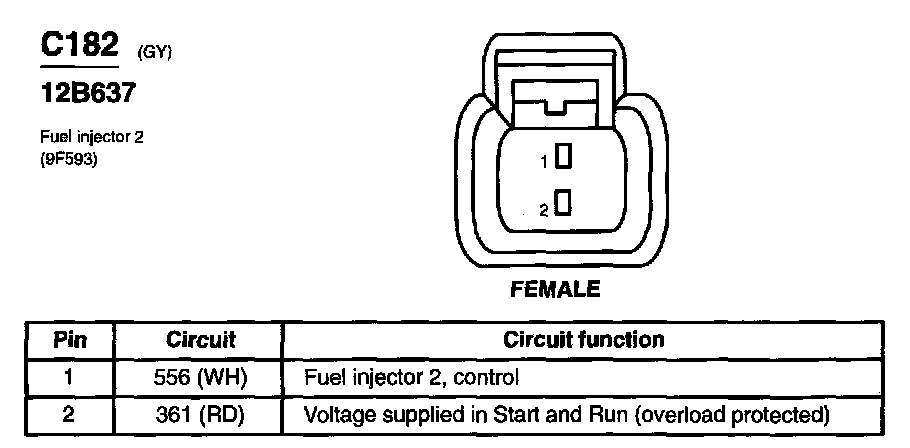 C182 (GY)
12B637
Fuel injector 2
(9F593)
1
2
FEMALE
Pin Circuit Circuit function
1 556 (WH) Fuel injector 2, control
2 361 (RD) Voltage supplied in Start and Run (overload protected)